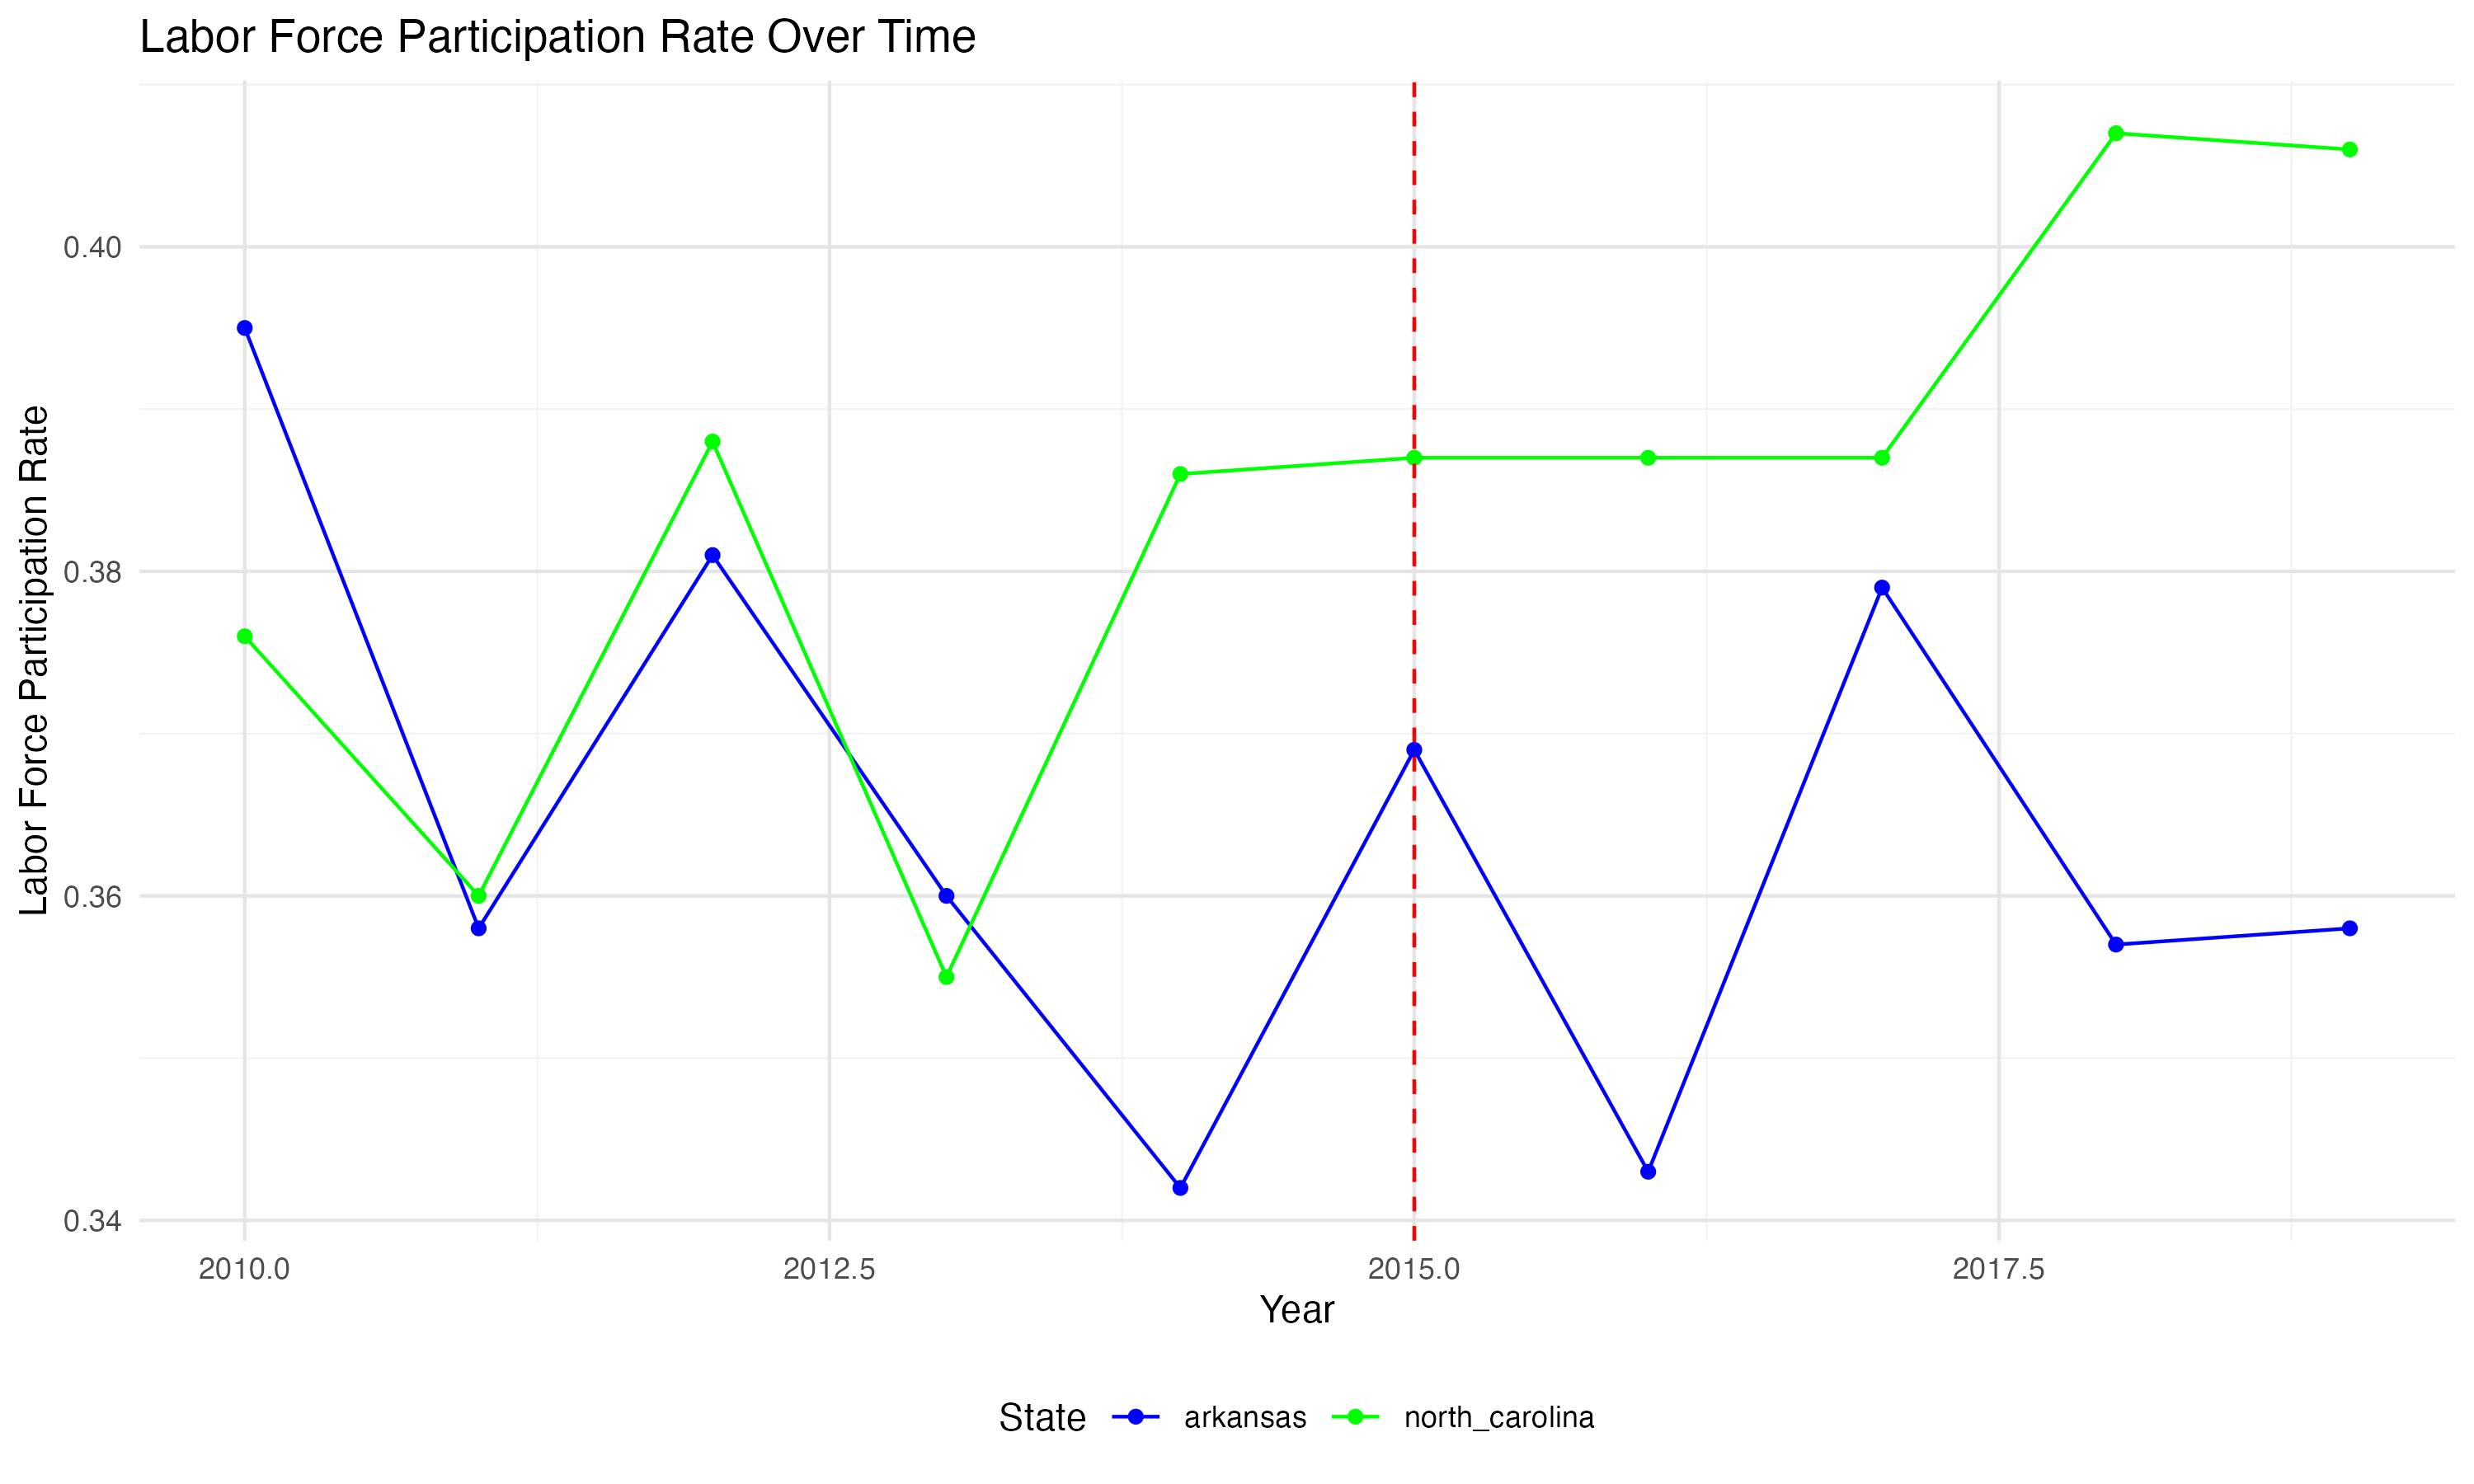 Labor Force Participation Rate Over Time
Labor Force Participation Rate
0.40
0.38
0.36
0.34
2010.0 2012.5 2015.0 2017.5
Year
State arkansas north_carolina